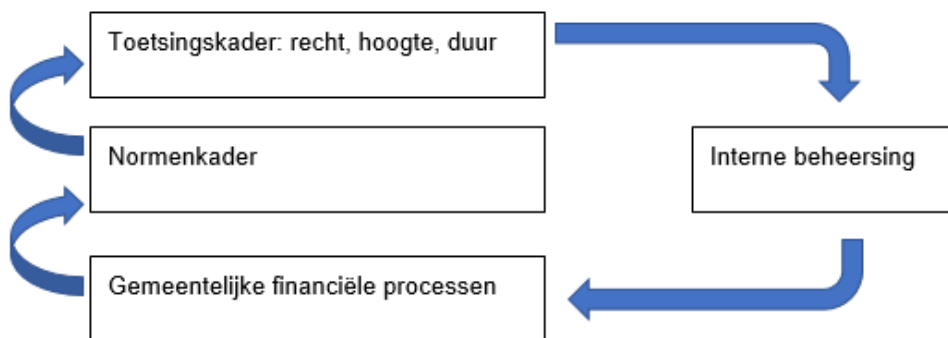 Toetsingskader: recht, hoogte, duur
Normenkader
Interne beheersing
Gemeentelijke financiële processen